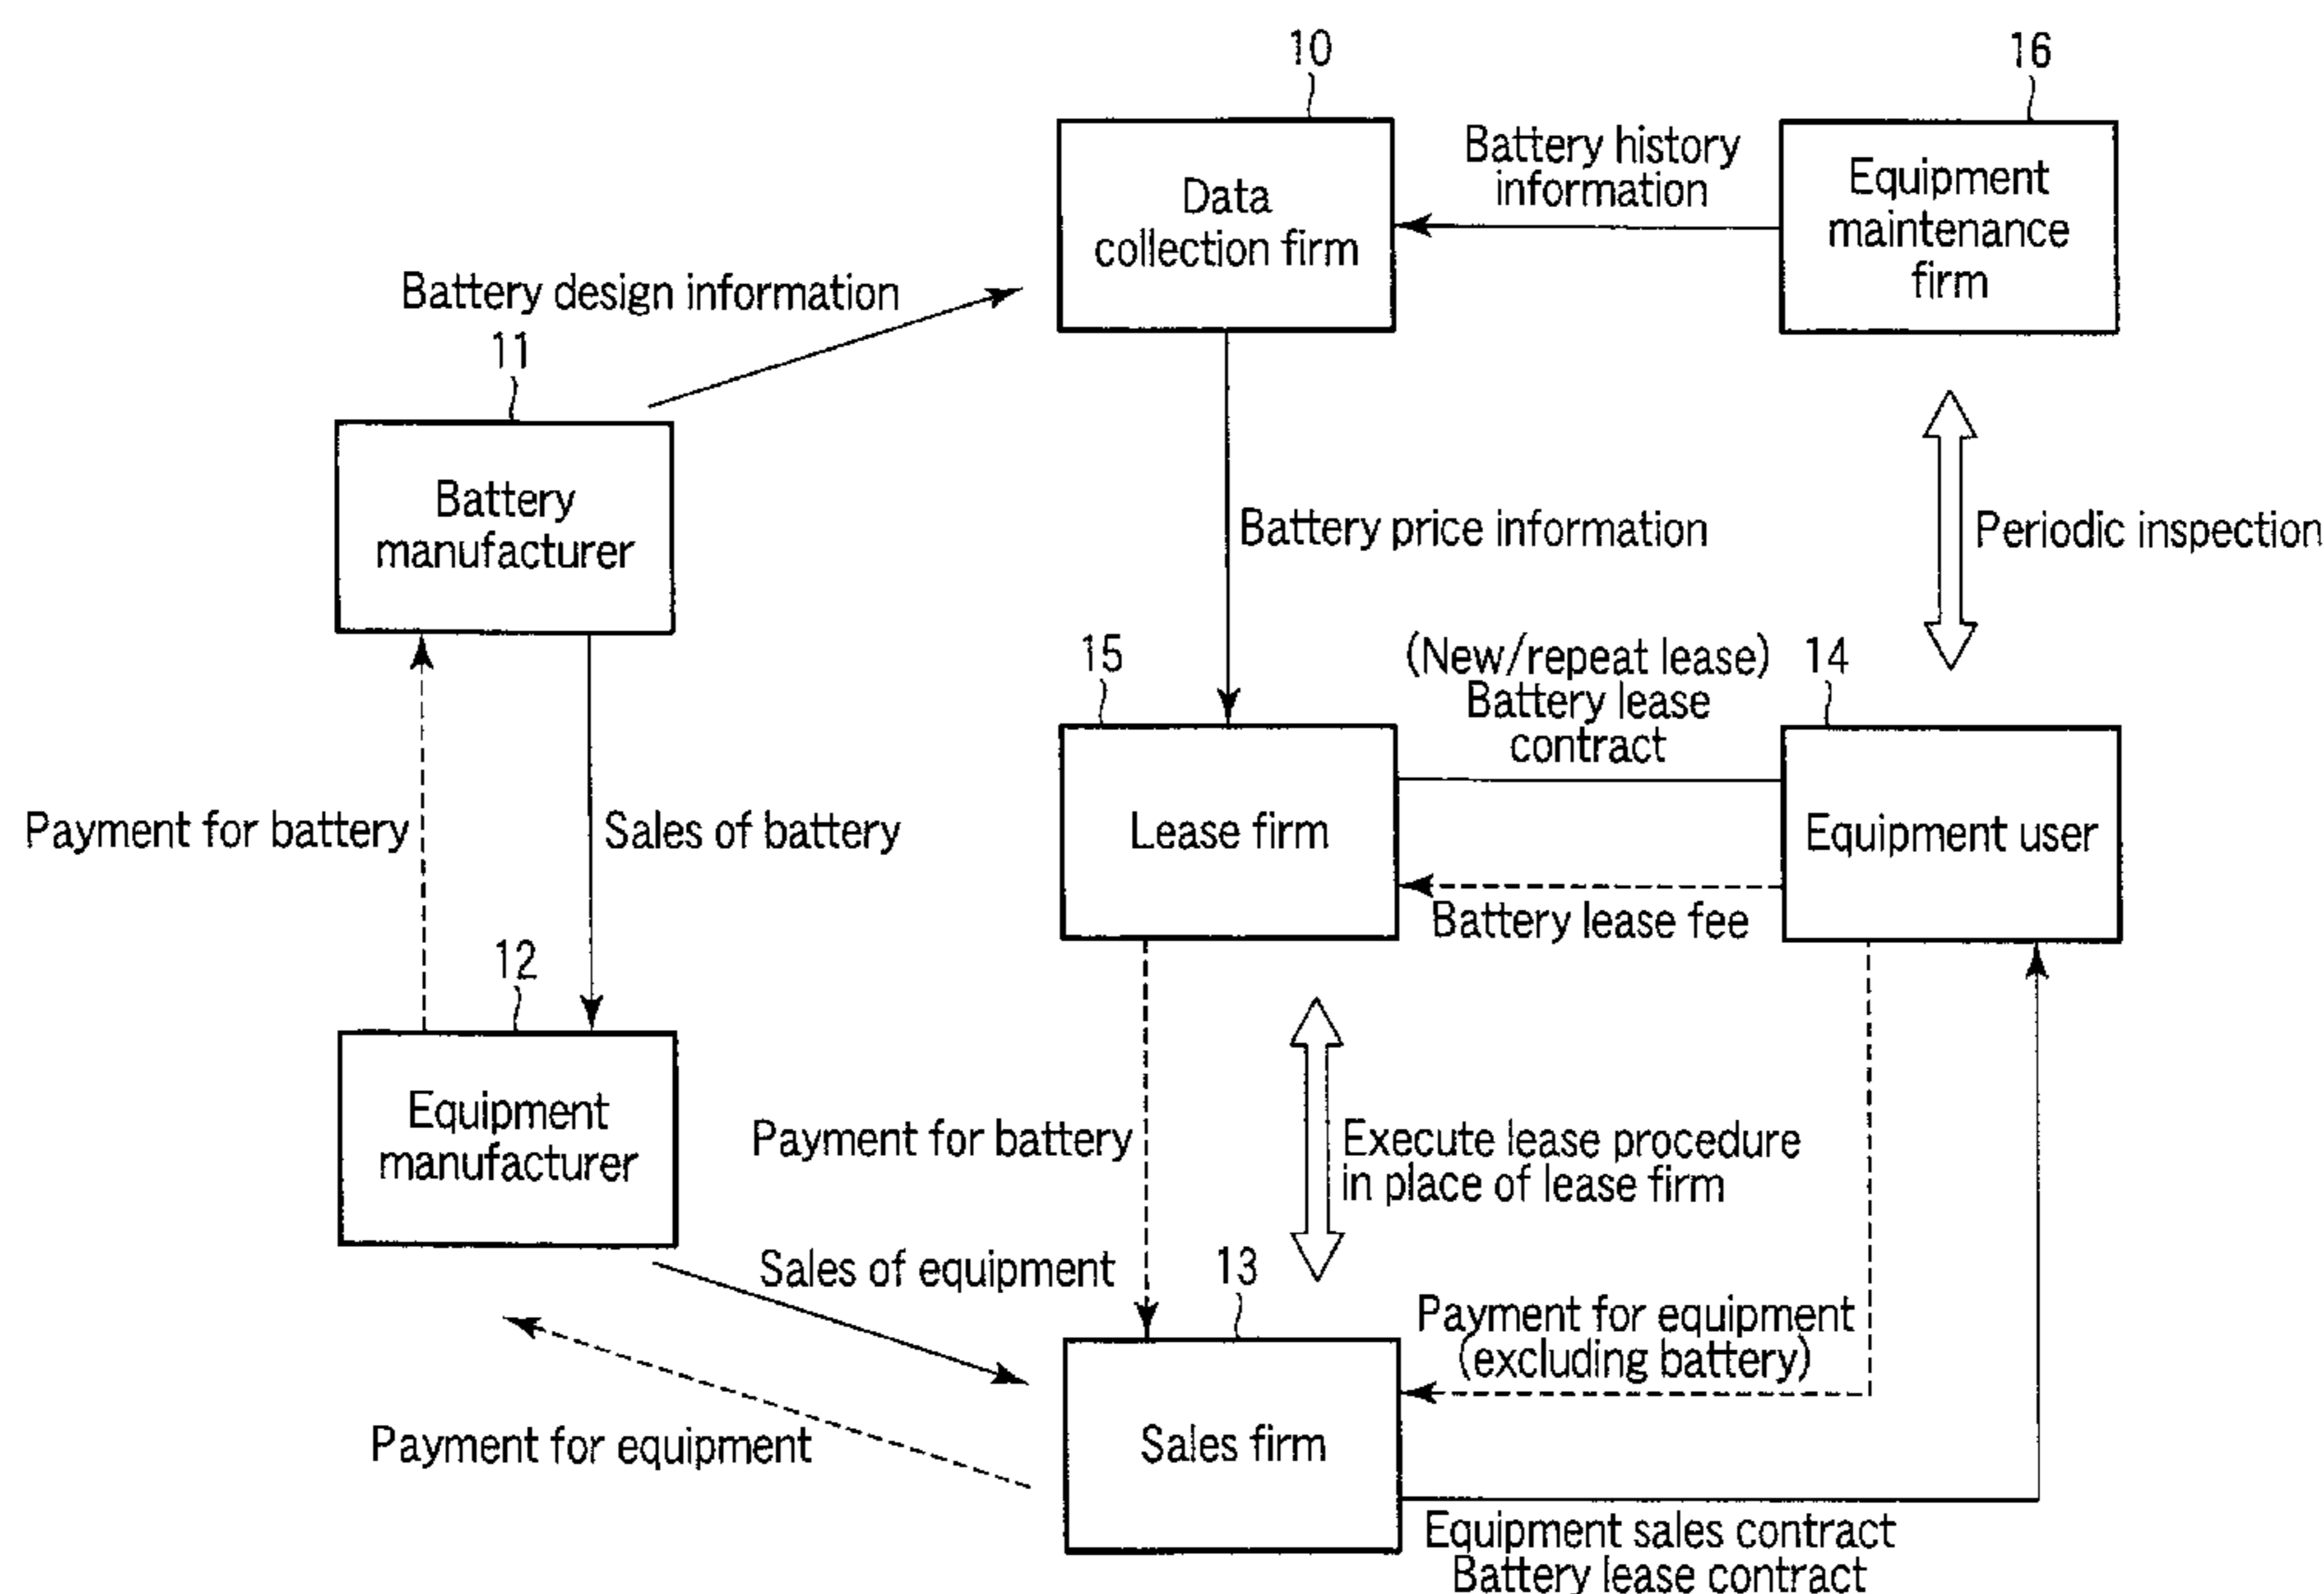 10
16
Data
collection firm
Battery history
information
Equipment
maintenance
firm
Battery design information
11
Battery
manufacturer
Battery price information
Periodic inspection
15
(New/repeat lease)
Battery lease
contract
14
Payment for battery
Sales of battery
Lease firm
Equipment user
Battery lease fee
12
Equipment
manufacturer
Payment for battery
Execute lease procedure
in place of lease firm
Sales of equipment
13
Payment for equipment
(excluding battery)
Payment for equipment
Sales firm
Equipment sales contract
Battery lease contract